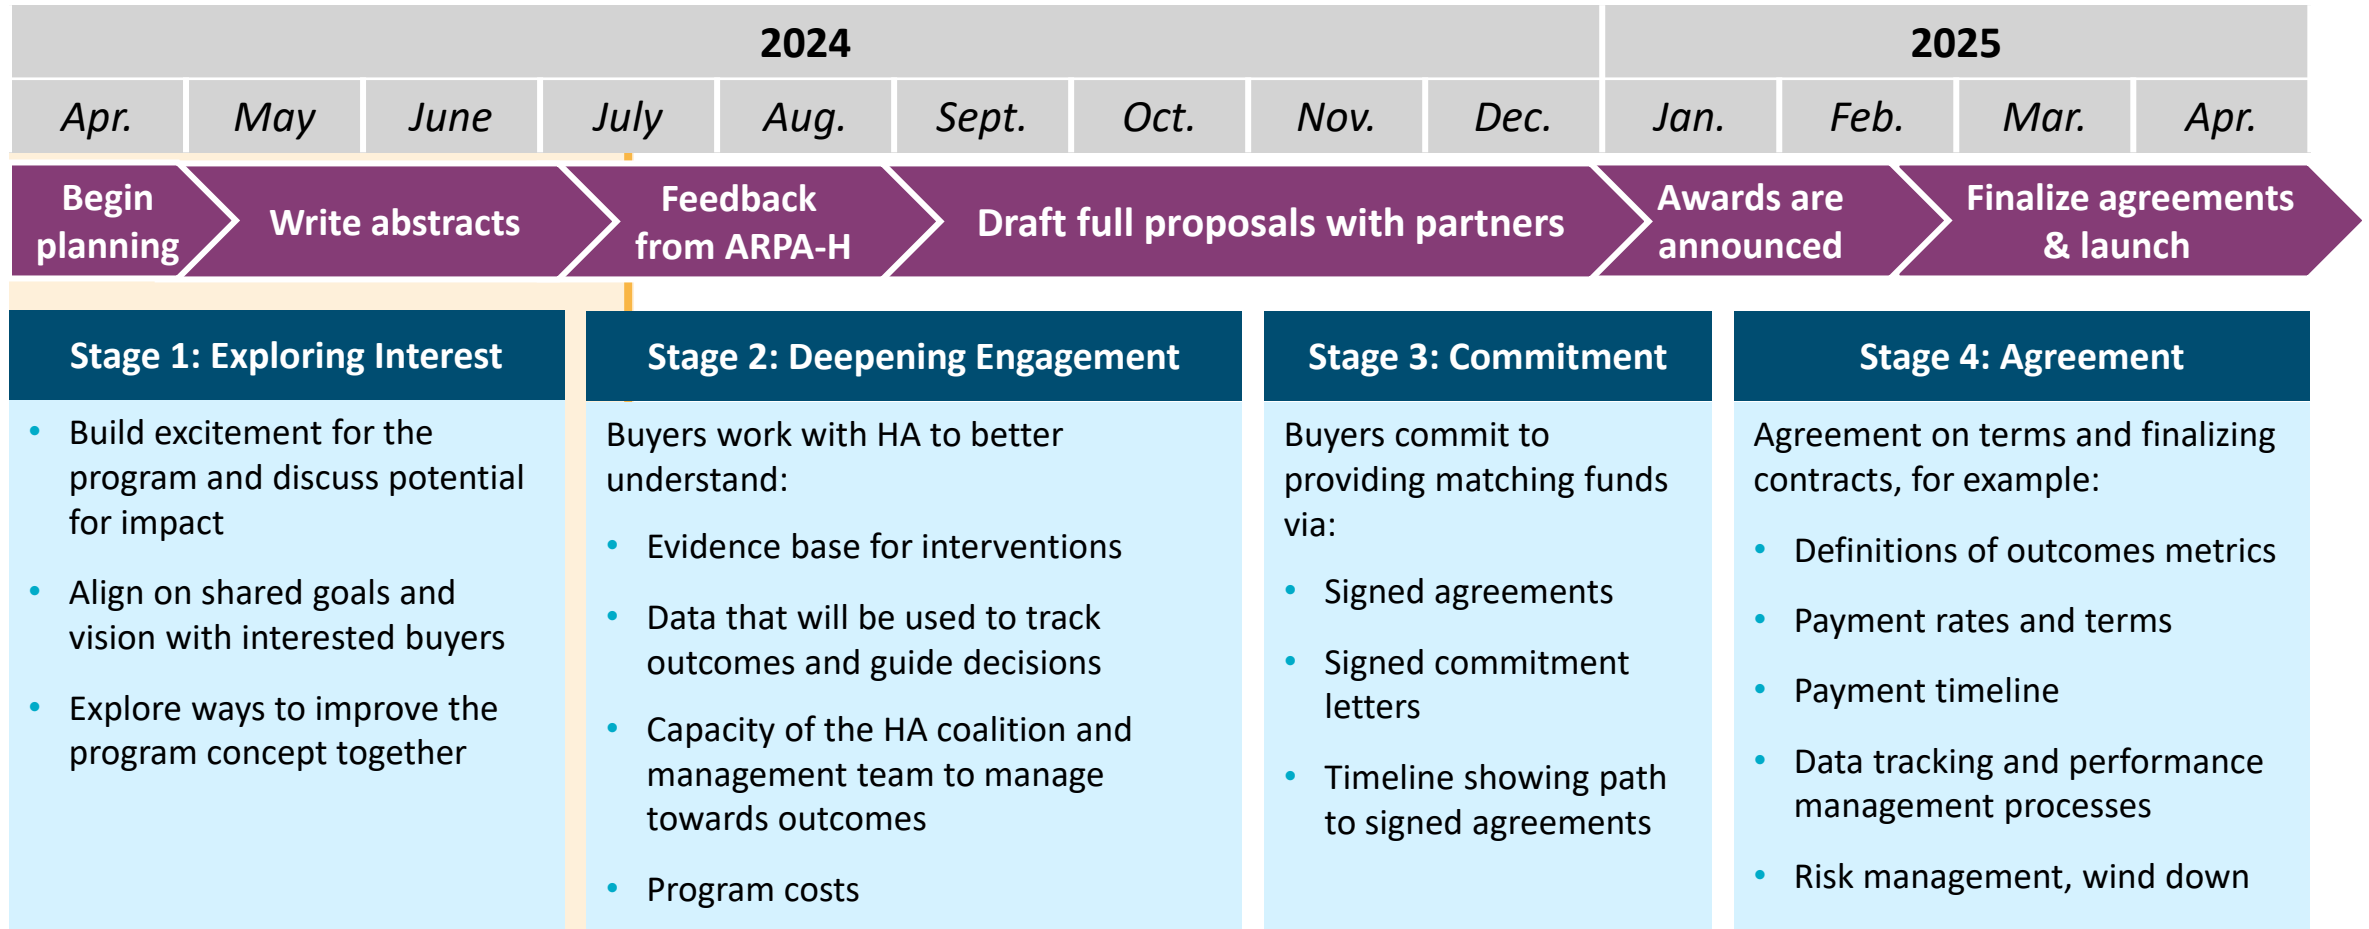 2024
2025
Apr.
May
June
July
Aug.
Sept.
Oct.
Nov.
Dec.
Jan.
Feb.
Mar.
Apr.
Begin
planning
Write abstracts
Feedback
from ARPA-H
Draft full proposals with partners
Awards are
announced
Finalize agreements
& launch
Stage 1: Exploring Interest
• Build excitement for the
program and discuss potential
for impact
• Align on shared goals and
vision with interested buyers
• Explore ways to improve the
program concept together
Stage 2: Deepening Engagement
Buyers work with HA to better
understand:
• Evidence base for interventions
• Data that will be used to track
outcomes and guide decisions
• Capacity of the HA coalition and
management team to manage
towards outcomes
• Program costs
Stage 3: Commitment
Buyers commit to
providing matching funds
via:
• Signed agreements
• Signed commitment
letters
• Timeline showing path
to signed agreements
Stage 4: Agreement
Agreement on terms and finalizing
contracts, for example:
• Definitions of outcomes metrics
• Payment rates and terms
• Payment timeline
• Data tracking and performance
management processes
• Risk management, wind down